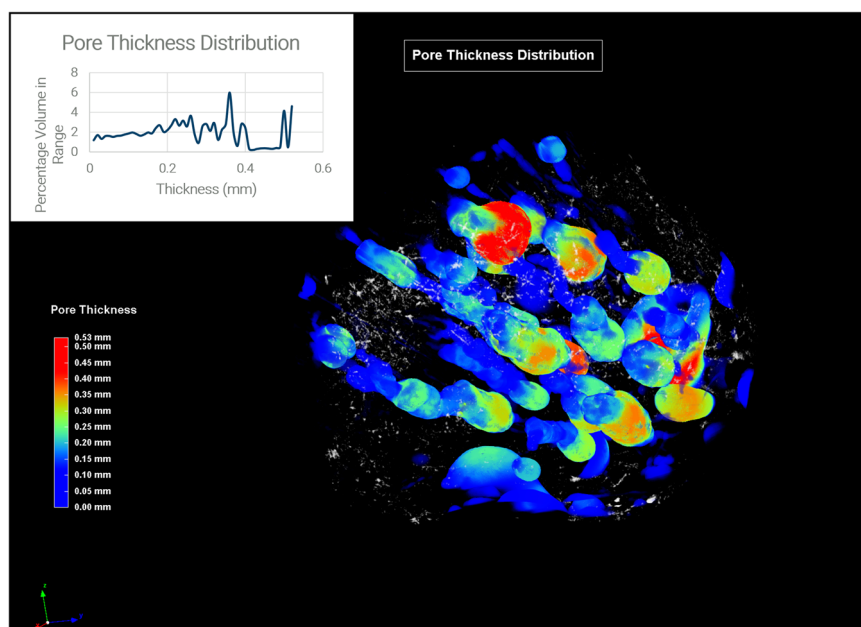 Pore Thickness Distribution
Percentage Volume in
Range
8
6
4
2
0
0
0.2
0.4
0.6
Thickness (mm)
Pore Thickness Distribution
Pore Thickness
0.53 mm
0.50 mm
0.45 mm
0.40 mm
0.35 mm
0.30 mm
0.25 mm
0.20 mm
0.15 mm
0.10 mm
0.05 mm
0.00 mm